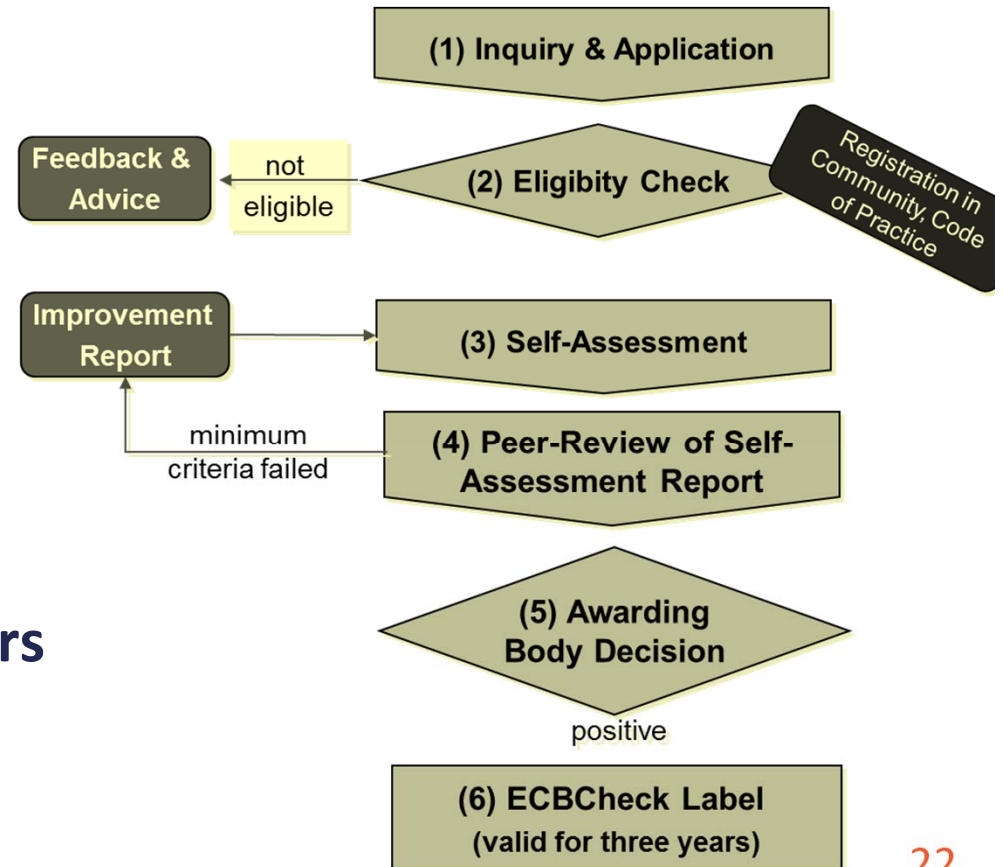 (1) Inquiry & Application
Feedback &
Advice
not
eligible
(2) Eligibity Check
Registration in
Community, Code
of Practice
Improvement
Report
(3) Self-Assessment
minimum
criteria failed
(4) Peer-Review of Self-
Assessment Report
rs
(5) Awarding
Body Decision
positive
(6) ECBCheck Label
(valid for three years)
22